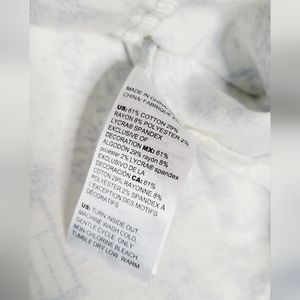 MADE IN CHINA
CHINA/ FABRIQUÉ
US: 61% COTTON 29%
RAYON 8% POLYESTER 2%
LYCRA® SPANDEX
EXCLUSIVE OF
DECORATION MX: 61%
ALGODÓN 29% rayón 8%
poliéster 2% LYCRA® spandex
EXCLUSIVO DE LA
DECORACIÓN CA: 61%
COTON 29% RAYONNE 8%
POLYESTER 2% SPANDEX À
L'EXCEPTION DES MOTIFS
DÉCORATIFS
US: TURN INSIDE OUT
MACHINE WASH COLD,
GENTLE CYCLE. ONLY
NON-CHLORINE BLEACH
TUMBLE DRY LOW. WARM